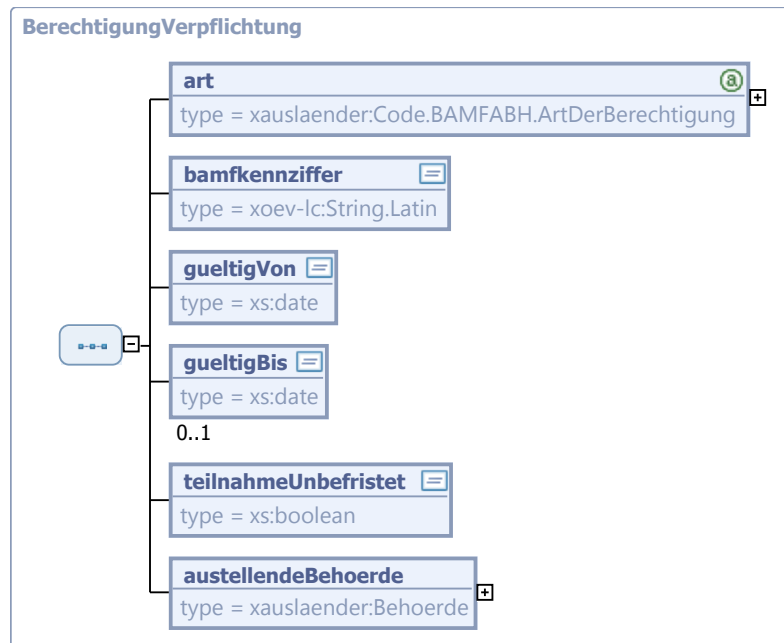 BerechtigungVerpflichtung
art
type = xauslaender:Code.BAMFABH.ArtDerBerechtigung
bamfkennziffer
type = xoev-lc:String.Latin
gueltigVon
type = xs:date
gueltigBis
type = xs:date
0..1
teilnahmeUnbefristet
type = xs:boolean
austellendeBehoerde
type = xauslaender:Behoerde